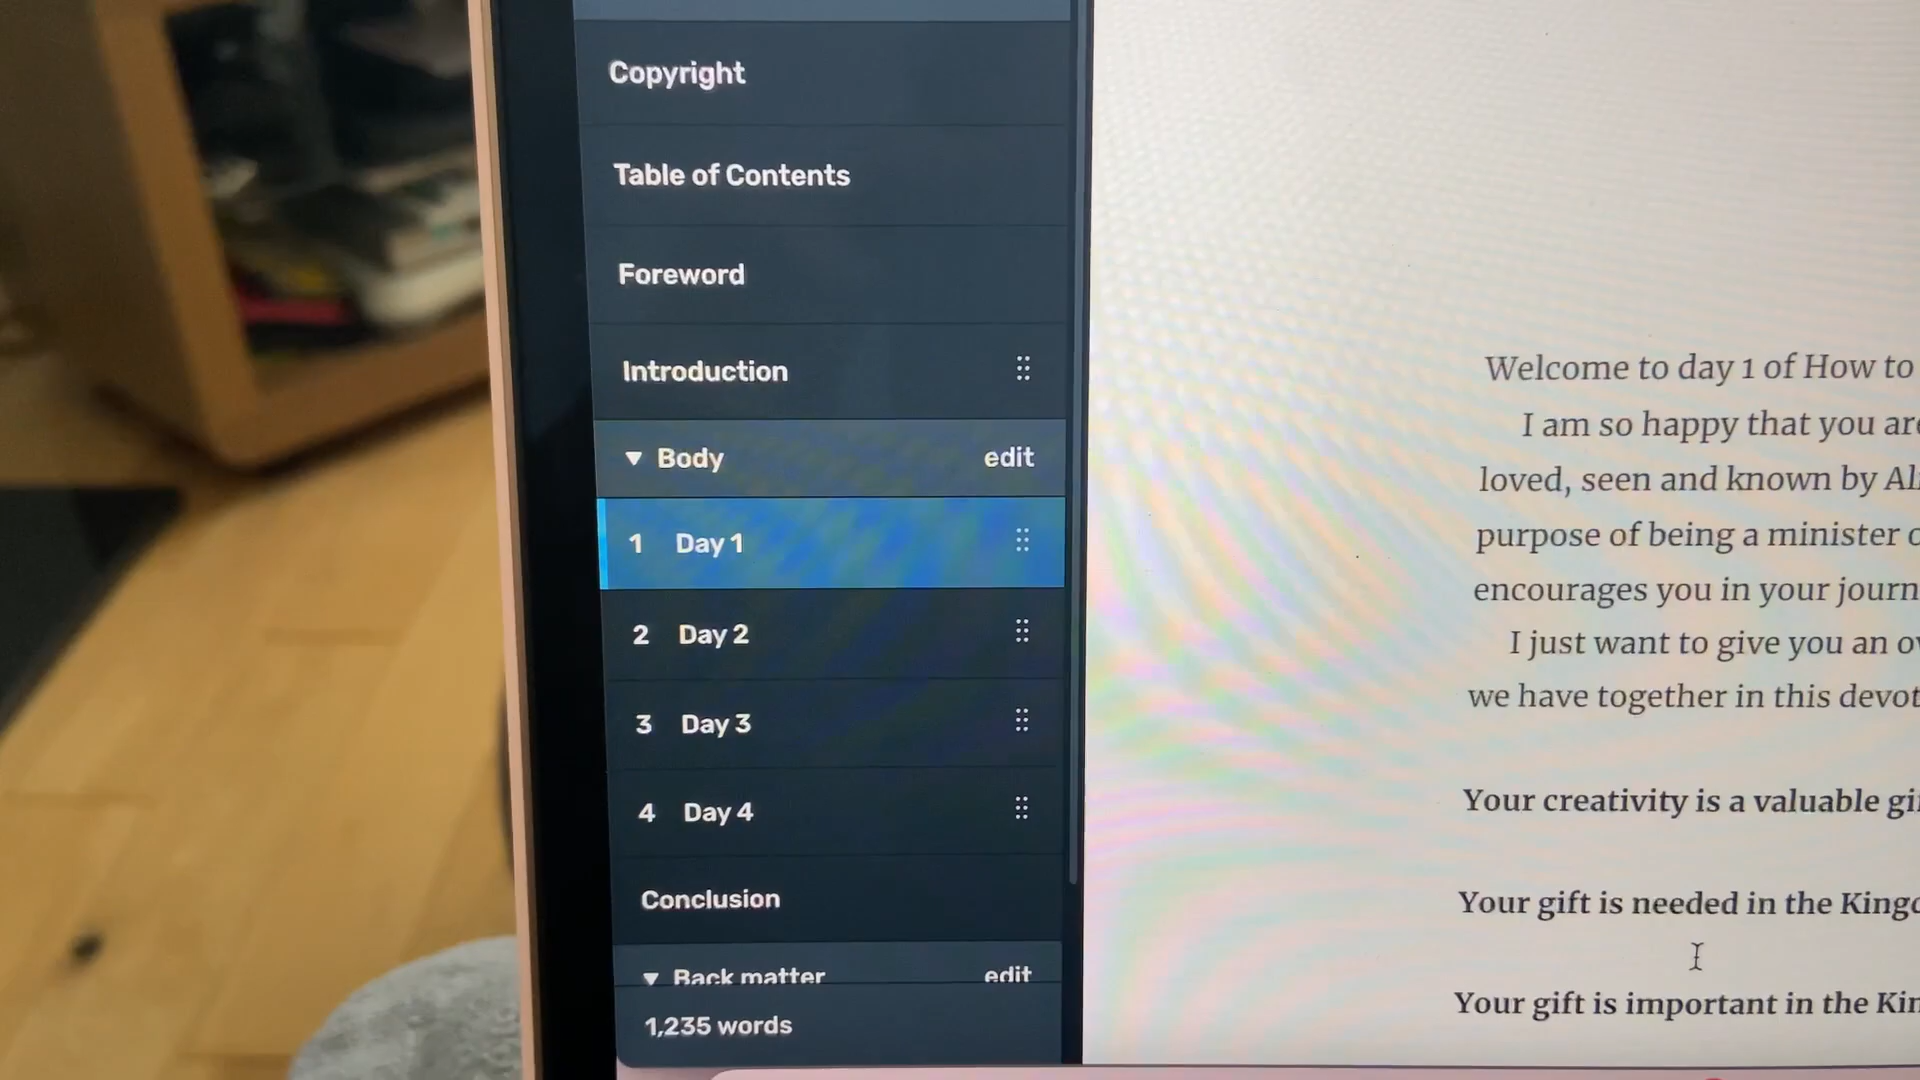 Copyright
Table of Contents
Foreword
Introduction
Body edit
1 Day 1
2 Day 2
3 Day 3
4 Day 4
Conclusion
Back matter edit
1,235 words
Welcome to day 1 of How to
I am so happy that you are
loved, seen and known by
purpose of being a minister
encourages you in your
I just want to give you an
we have together in this
Your creativity is a valuable
Your gift is needed in the
Your gift is important in the